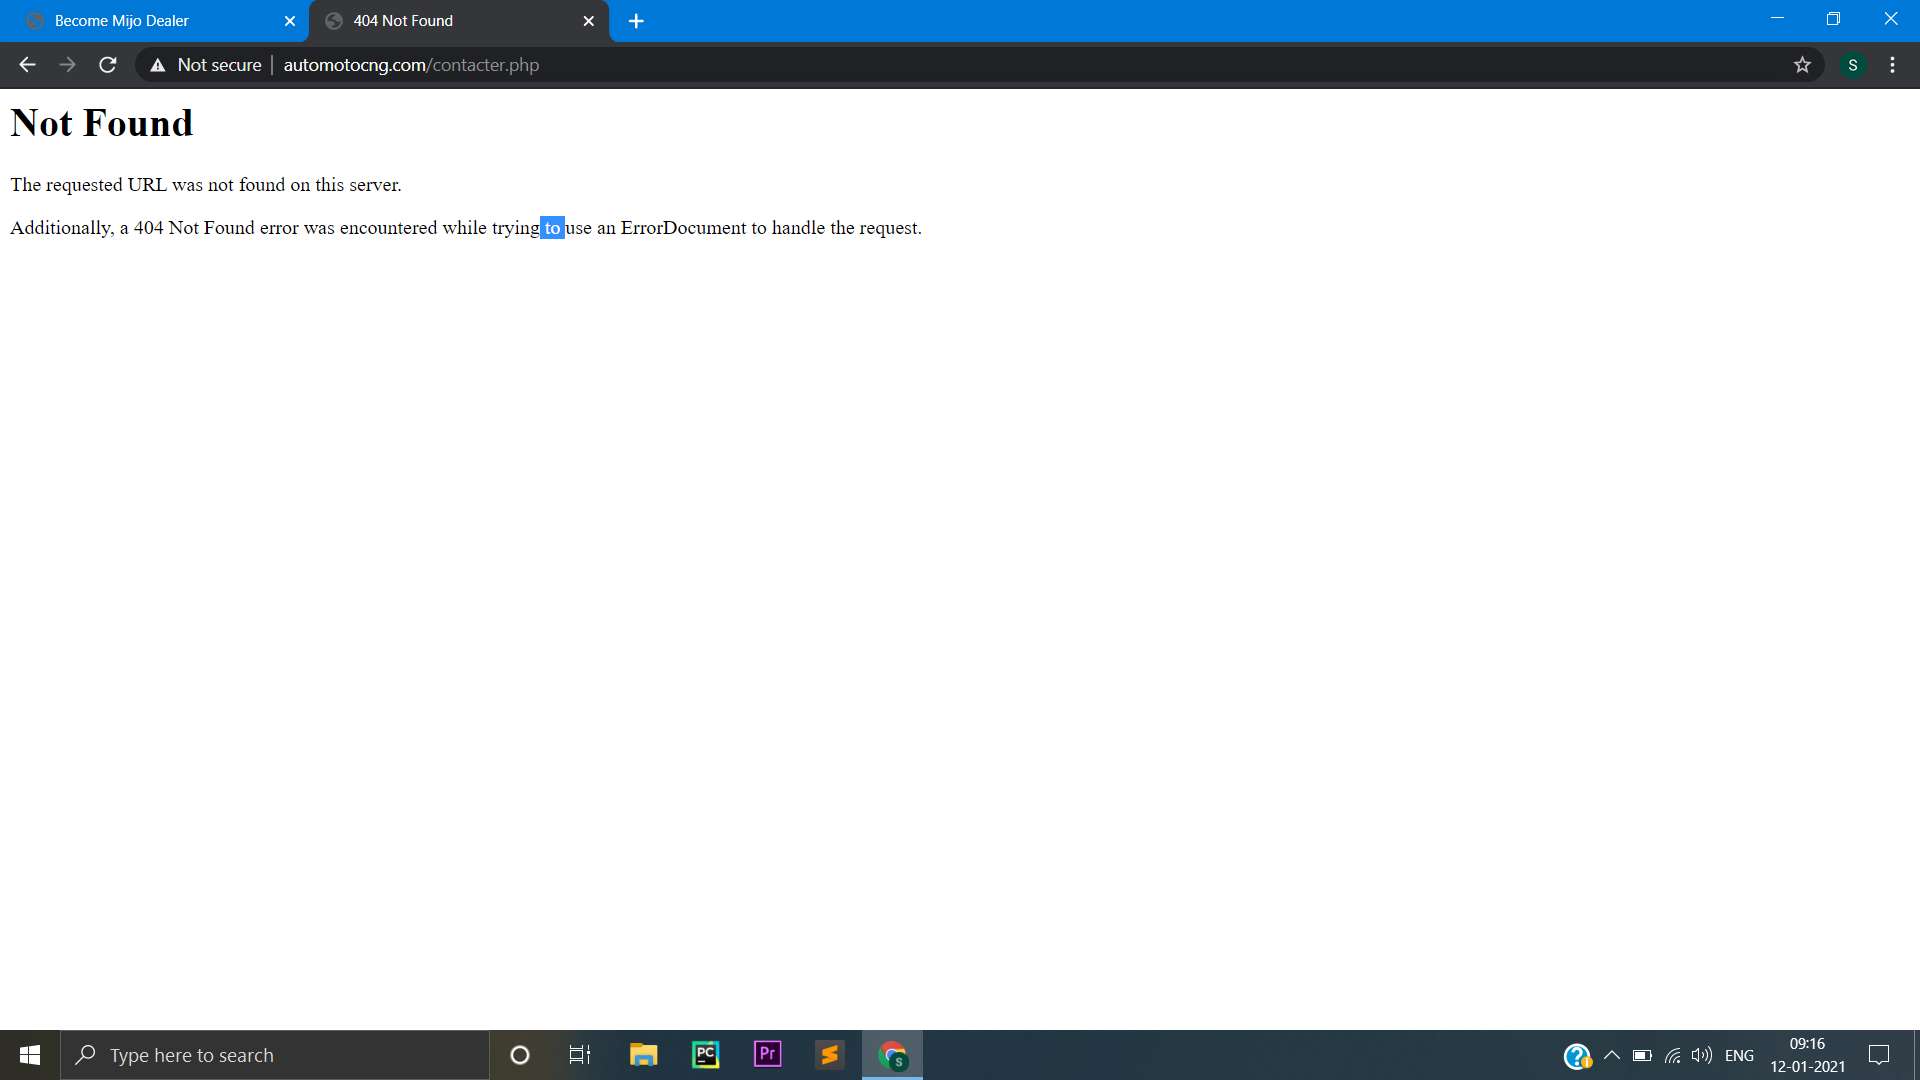 Become Mijo Dealer
404 Not Found
Not secure
automotocng.com/contacter.php
S
Not Found
The requested URL was not found on this server.
Additionally, a 404 Not Found error was encountered while trying to use an ErrorDocument to handle the request.
Type here to search
PC
Pr
S
ENG
09:16
12-01-2021